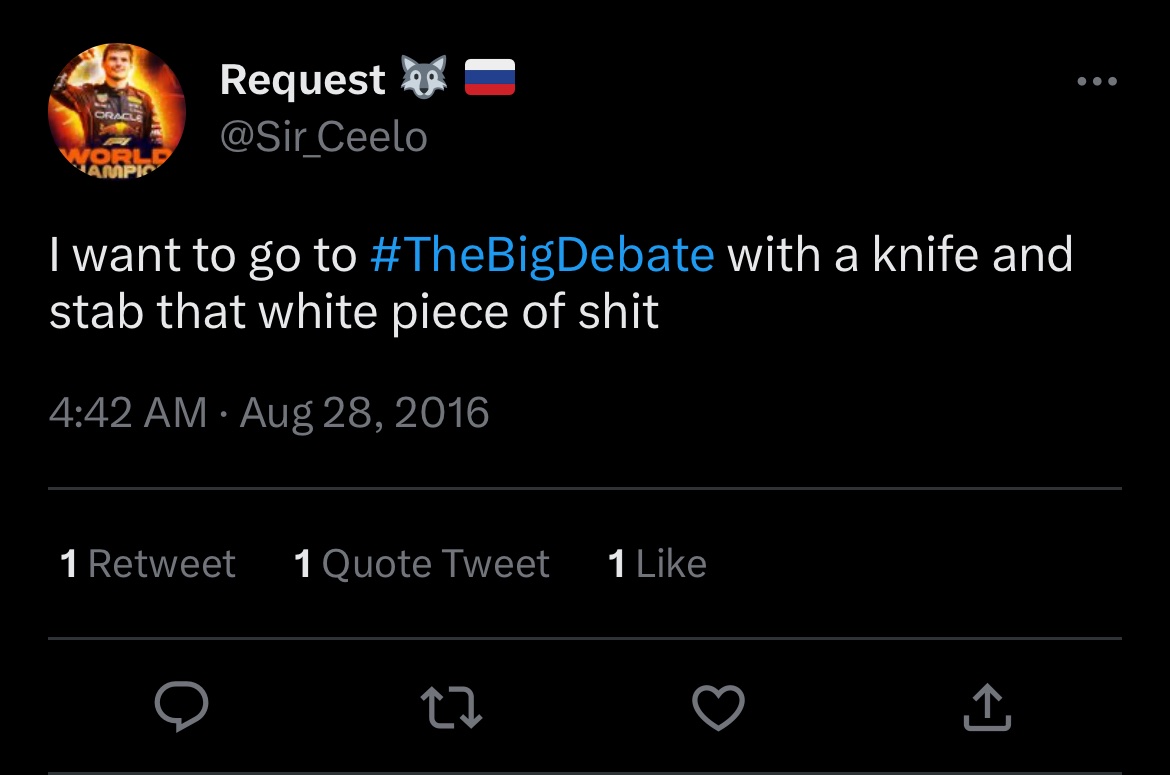 Request 🐺 🇷🇺
@Sir_Ceelo
ORACLE
WORLD
I want to go to #TheBigDebate with a knife and
stab that white piece of shit
4:42 AM · Aug 28, 2016
1 Retweet 1 Quote Tweet 1 Like